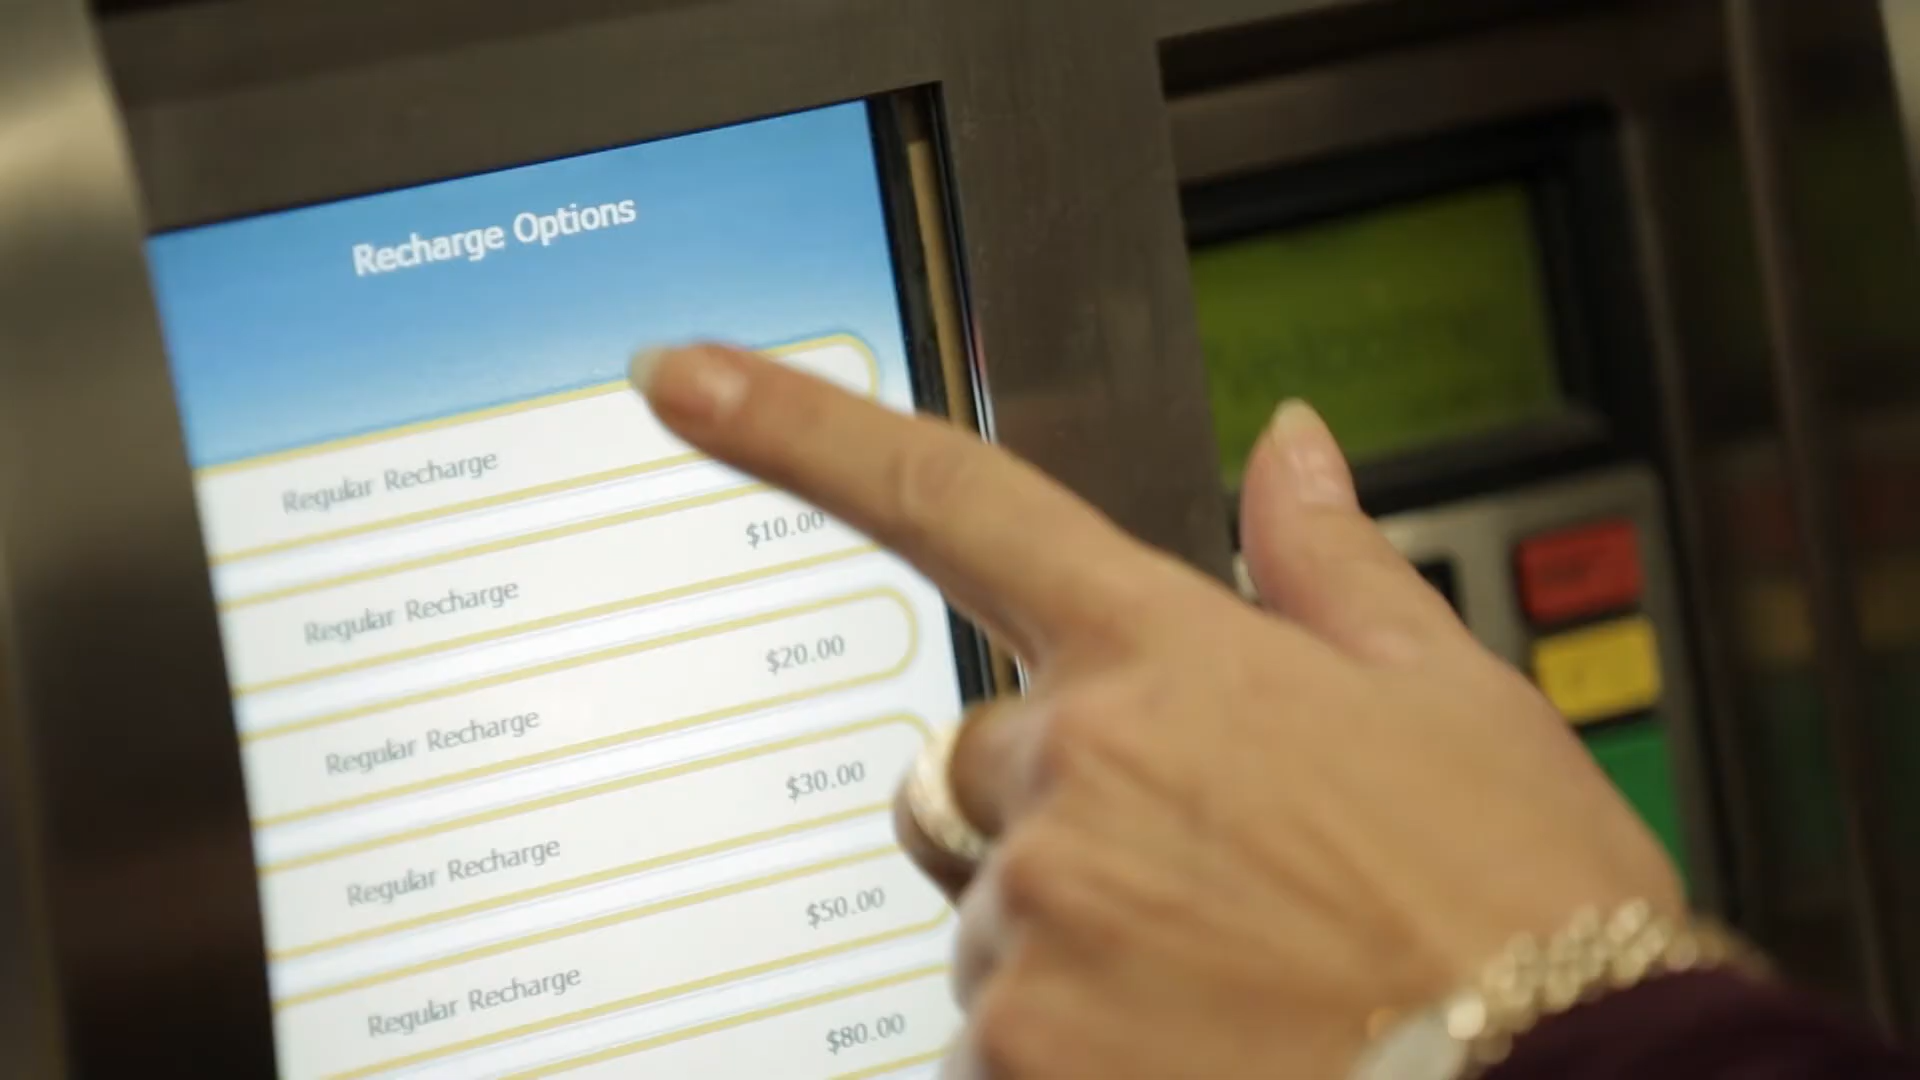 Recharge Options
Regular Recharge
Regular Recharge $10.00
Regular Recharge $20.00
Regular Recharge $30.00
Regular Recharge $50.00
$80.00